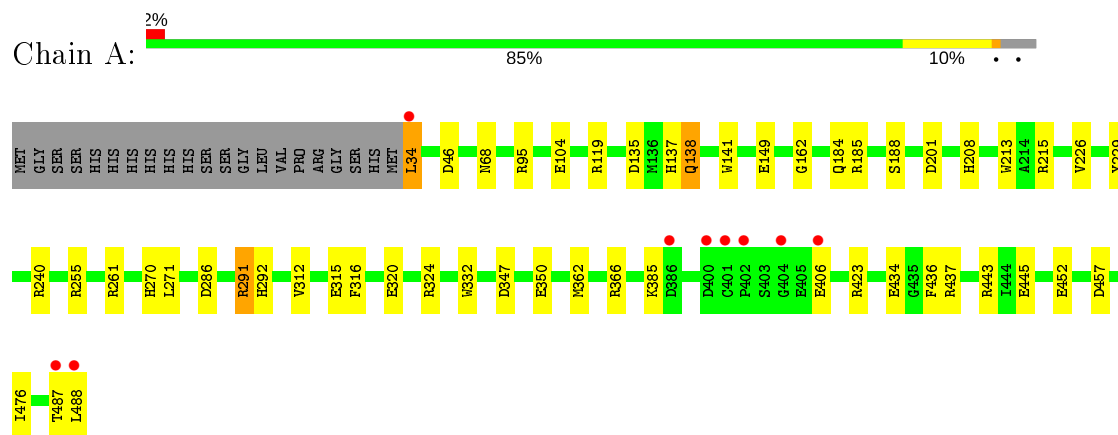 2%
Chain A:
85% 10% • •
MET GLY SER SER HIS HIS HIS HIS HIS HIS SER SER GLY LEU VAL PRO ARG GLY SER HIS MET L34 D46 N68 R95 E104 R119 D135 M136 H137 Q138 W141 E149 G162 Q184 R185 S188 D201 H208 W213 A214 R215 V226 Y229
R240 R255 R261 H270 L271 D286 R291 H292 V312 E315 F316 E320 R324 W332 D347 E350 M362 R366 K385 D386 D400 C401 P402 S403 G404 E405 E406 R423 E434 G435 F436 R437 R443 I444 E445 E452 D457
I476 T487 L488